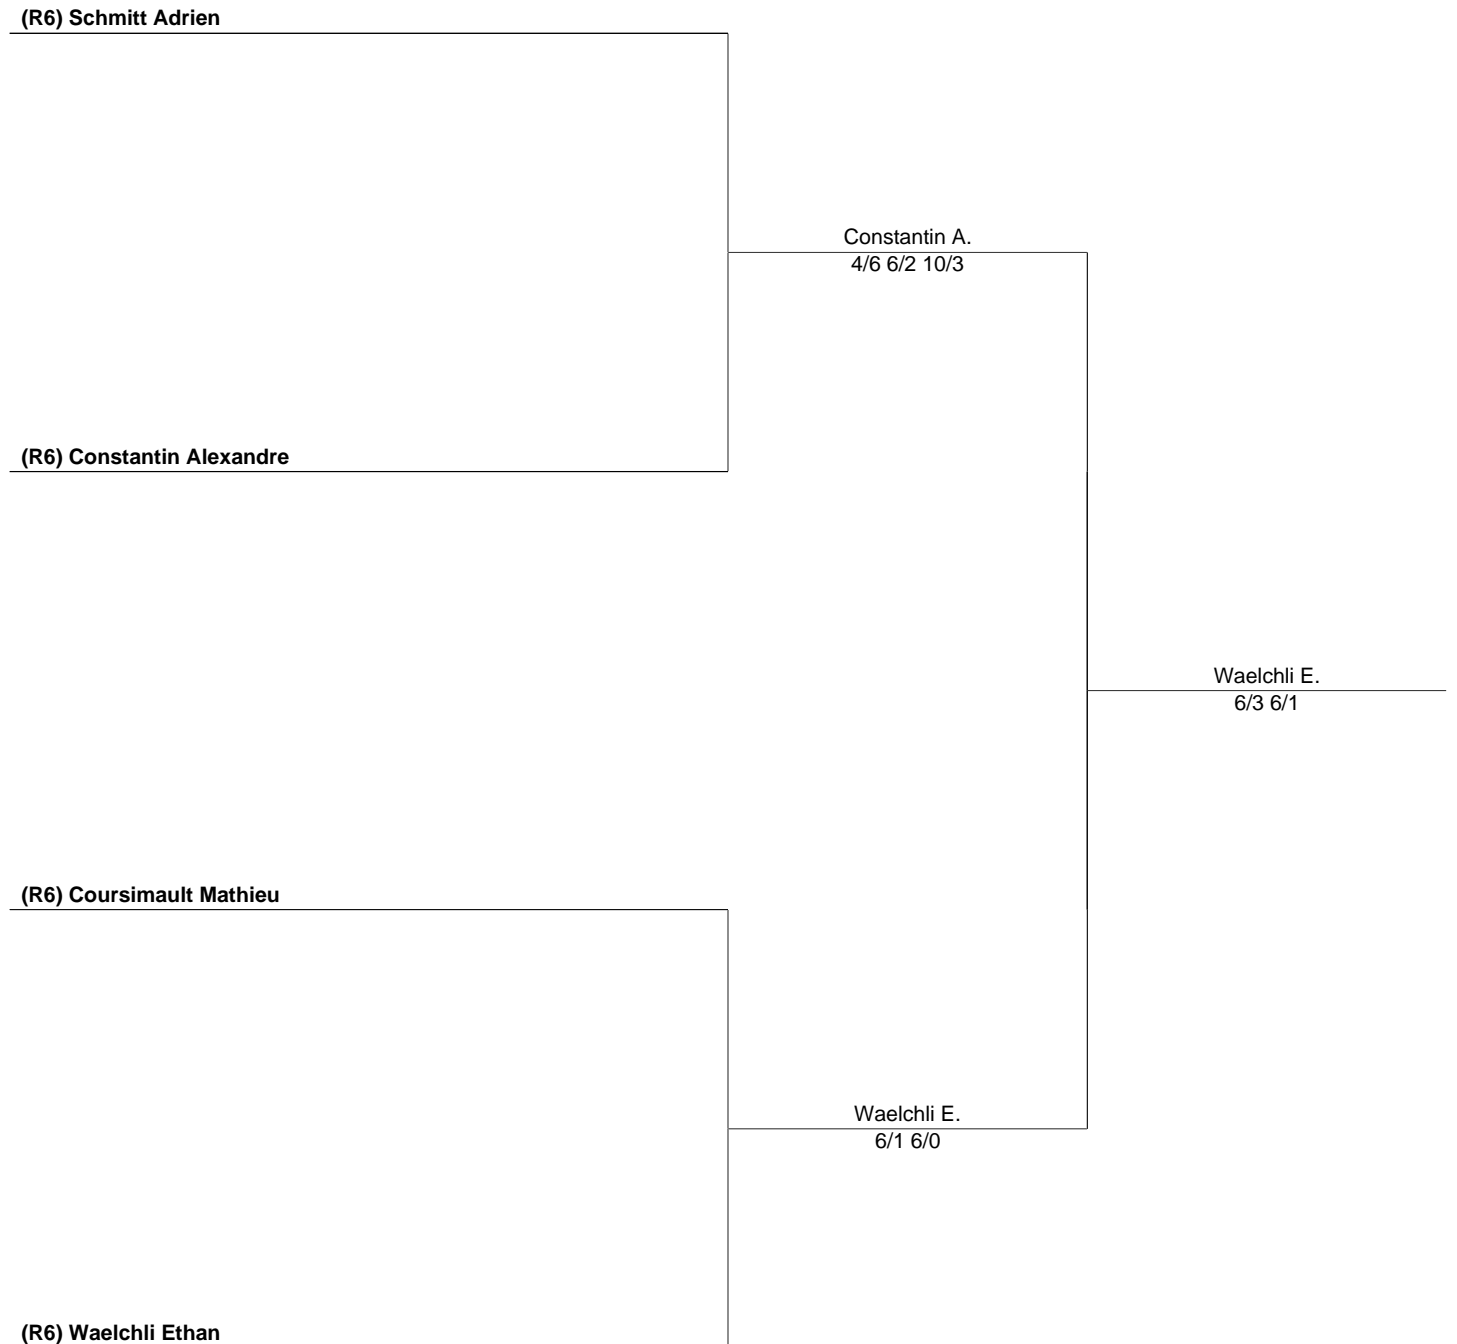 (R6) Schmitt Adrien
Constantin A.
4/6 6/2 10/3
(R6) Constantin Alexandre
Waelchli E.
6/3 6/1
(R6) Coursimault Mathieu
Waelchli E.
6/1 6/0
(R6) Waelchli Ethan